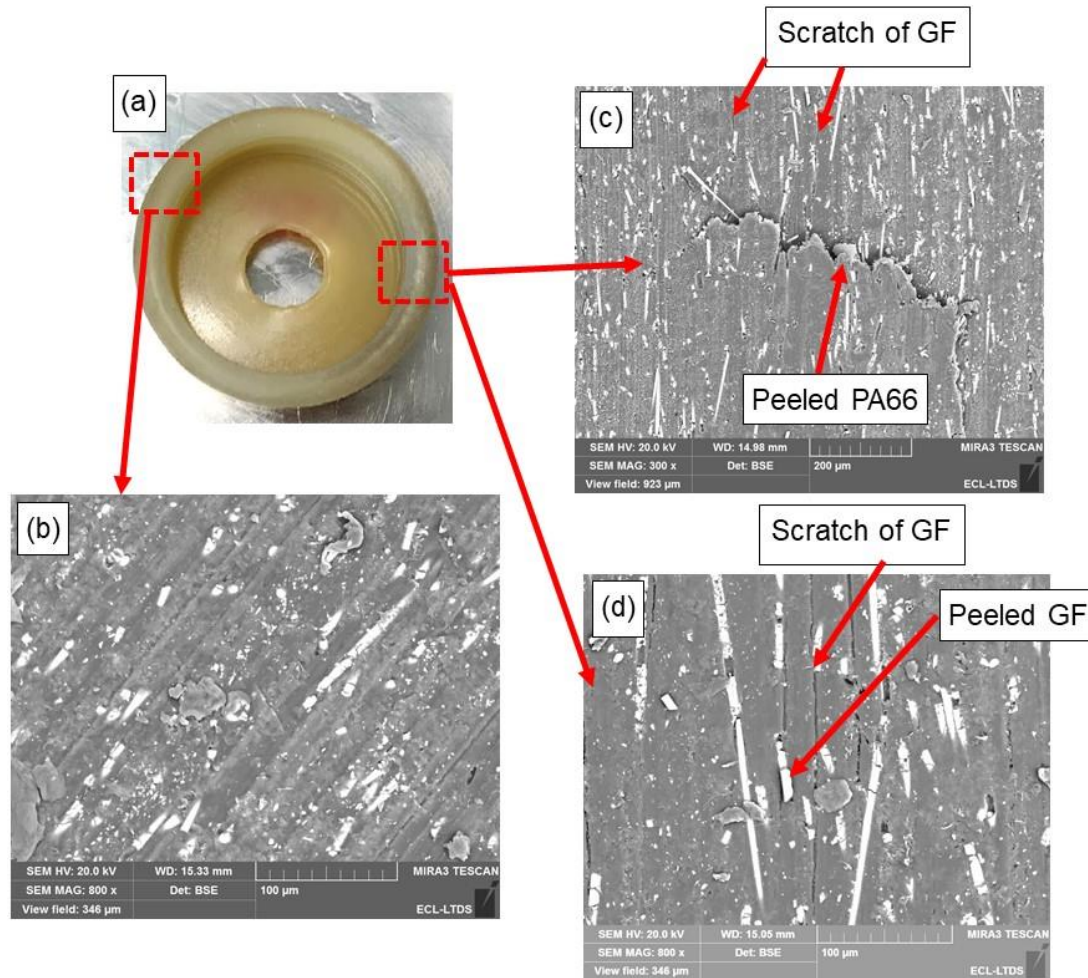 Scratch of GF
(a)
(c)
Peeled PA66
SEM HV: 20.0 kV WD: 14.98 mm MIRA3 TESCAN
SEM MAG: 300 x Det: BSE 200 µm
View field: 923 µm ECL-LTDS
(b)
SEM HV: 20.0 kV WD: 15.33 mm MIRA3 TESCAN
SEM MAG: 800 x Det: BSE 100 µm
View field: 346 µm ECL-LTDS
Scratch of GF
(d)
Peeled GF
SEM HV: 20.0 kV WD: 15.05 mm MIRA3 TESCAN
SEM MAG: 800 x Det: BSE 100 µm
View field: 346 µm ECL-LTDS